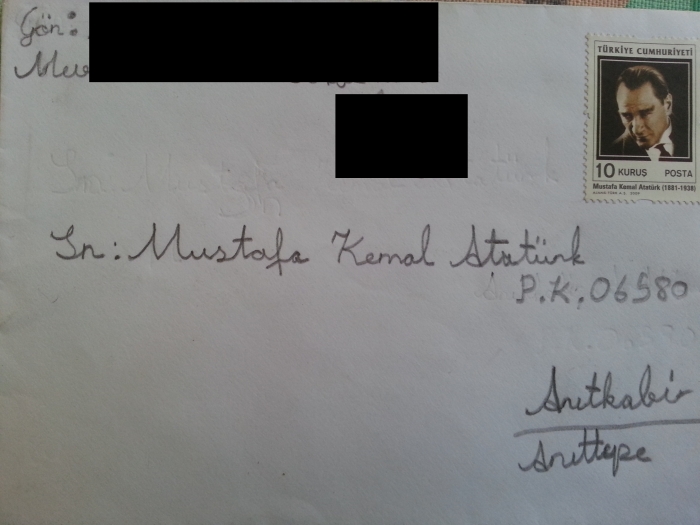 Gön:
TÜRKİYE CUMHURİYETİ
10 KURUŞ POSTA
Mustafa Kemal Atatürk (1881-1938)
Sn: Mustafa Kemal Atatürk
P.K. 06580
Anıtkabir
Anıttepe